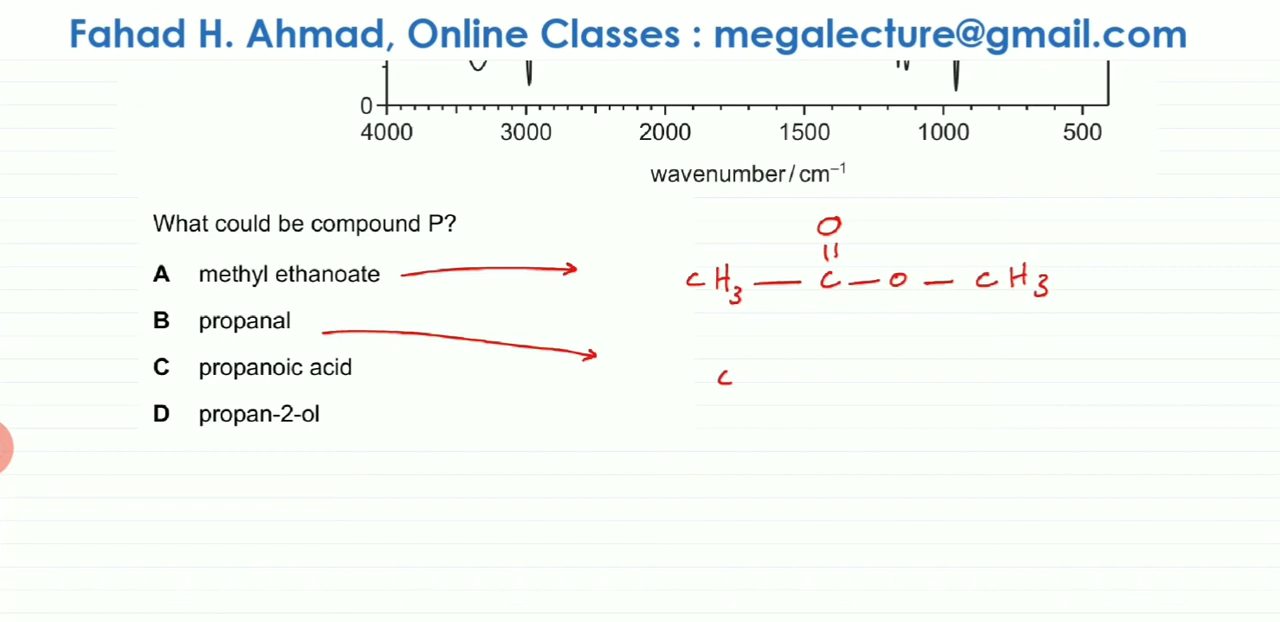 Fahad H. Ahmad, Online Classes : megalecture@gmail.com
0
4000 3000 2000 1500 1000 500
wavenumber / cm⁻¹
What could be compound P?
O
A methyl ethanoate
CH₃ — C — O — CH₃
B propanal
C propanoic acid
C
D propan-2-ol